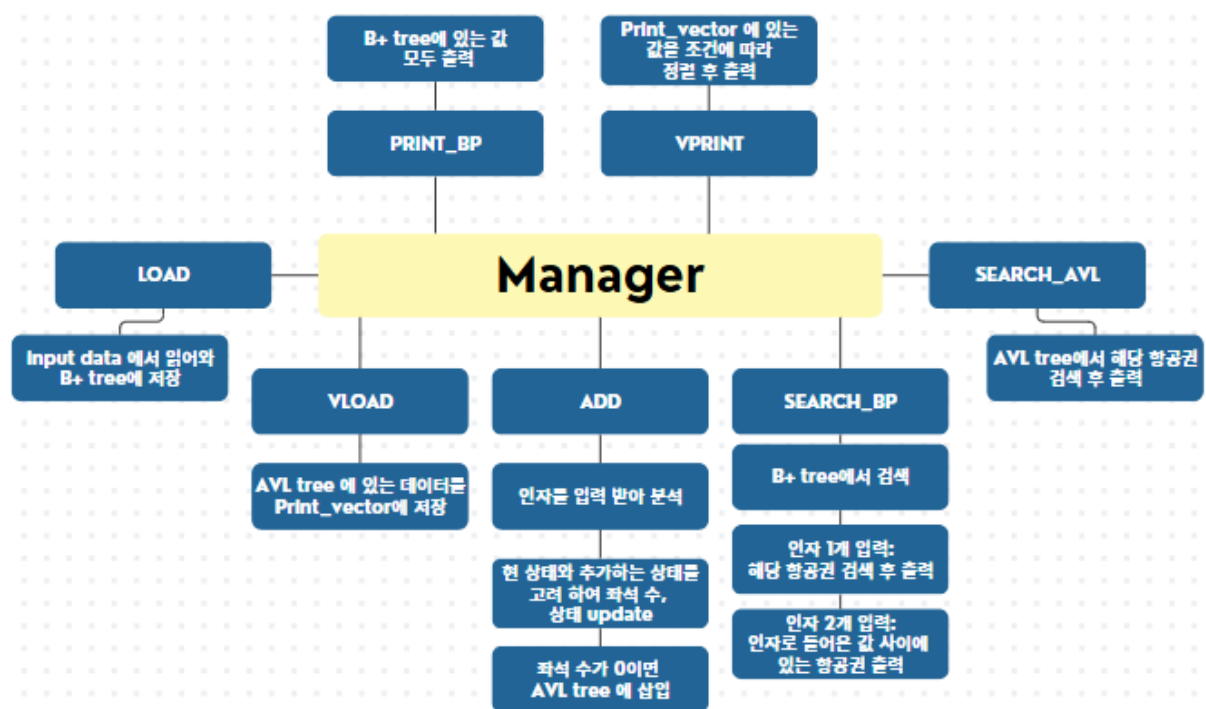 B+ tree에 있는 값
모두 출력
Print_vector 에 있는
값을 조건에 따라
정렬 후 출력
PRINT_BP
VPRINT
Manager
LOAD
Input data 에서 읽어와
B+ tree에 저장
SEARCH_AVL
AVL tree에서 해당 항공권
검색 후 출력
VLOAD
AVL tree 에 있는 데이터를
Print_vector에 저장
ADD
인자를 입력 받아 분석
현 상태와 추가하는 상태를
고려 하여 좌석 수,
상태 update
좌석 수가 0이면
AVL tree 에 삽입
SEARCH_BP
B+ tree에서 검색
인자 1개 입력:
해당 항공권 검색 후 출력
인자 2개 입력:
인자로 들어온 값 사이에
있는 항공권 출력